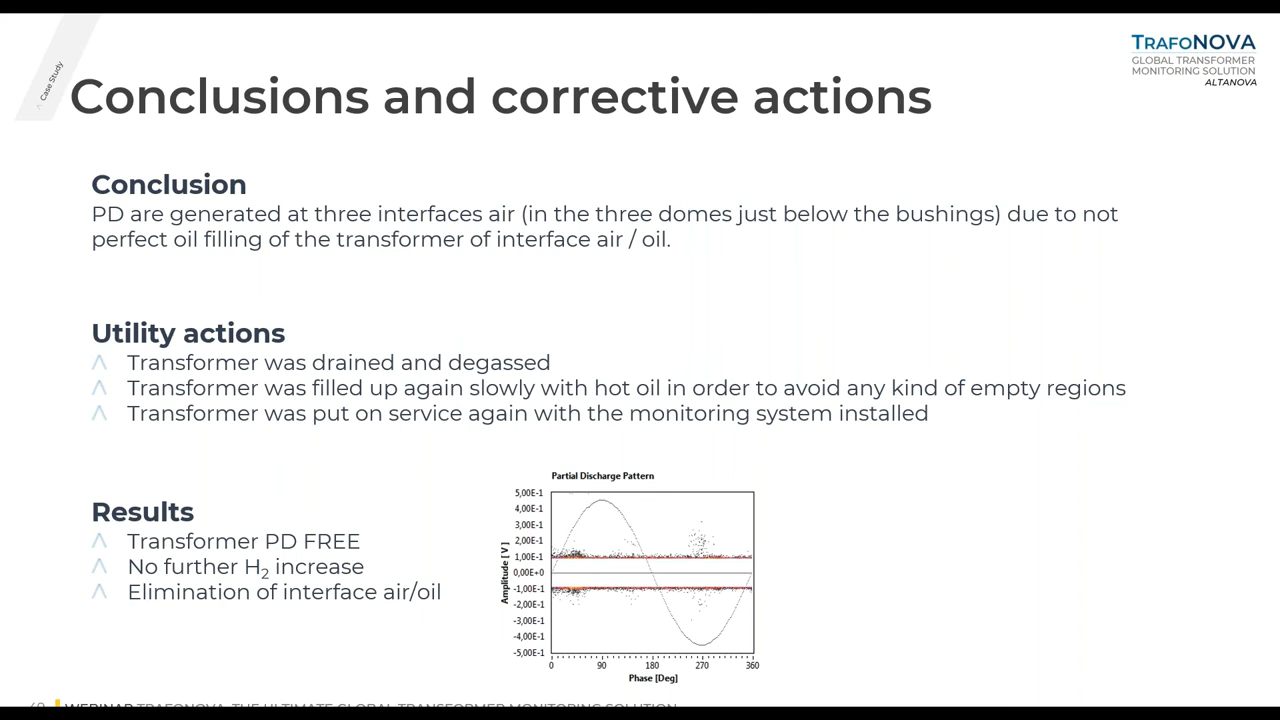 Case Study
TRAFONOVA
GLOBAL TRANSFORMER
MONITORING SOLUTION
ALTANOVA
Conclusions and corrective actions
Conclusion
PD are generated at three interfaces air (in the three domes just below the bushings) due to not
perfect oil filling of the transformer of interface air / oil.
Utility actions
Transformer was drained and degassed
Transformer was filled up again slowly with hot oil in order to avoid any kind of empty regions
Transformer was put on service again with the monitoring system installed
Results
Transformer PD FREE
No further H₂ increase
Elimination of interface air/oil
Partial Discharge Pattern
Amplitude [ V ]
5,00E-1
4,00E-1
3,00E-1
2,00E-1
1,00E-1
0,00E+0
-1,00E-1
-2,00E-1
-3,00E-1
-4,00E-1
-5,00E-1
0 90 180 270 360
Phase [Deg]
WEBINAR TRAFONOVA: THE ULTIMATE GLOBAL TRANSFORMER MONITORING SOLUTION